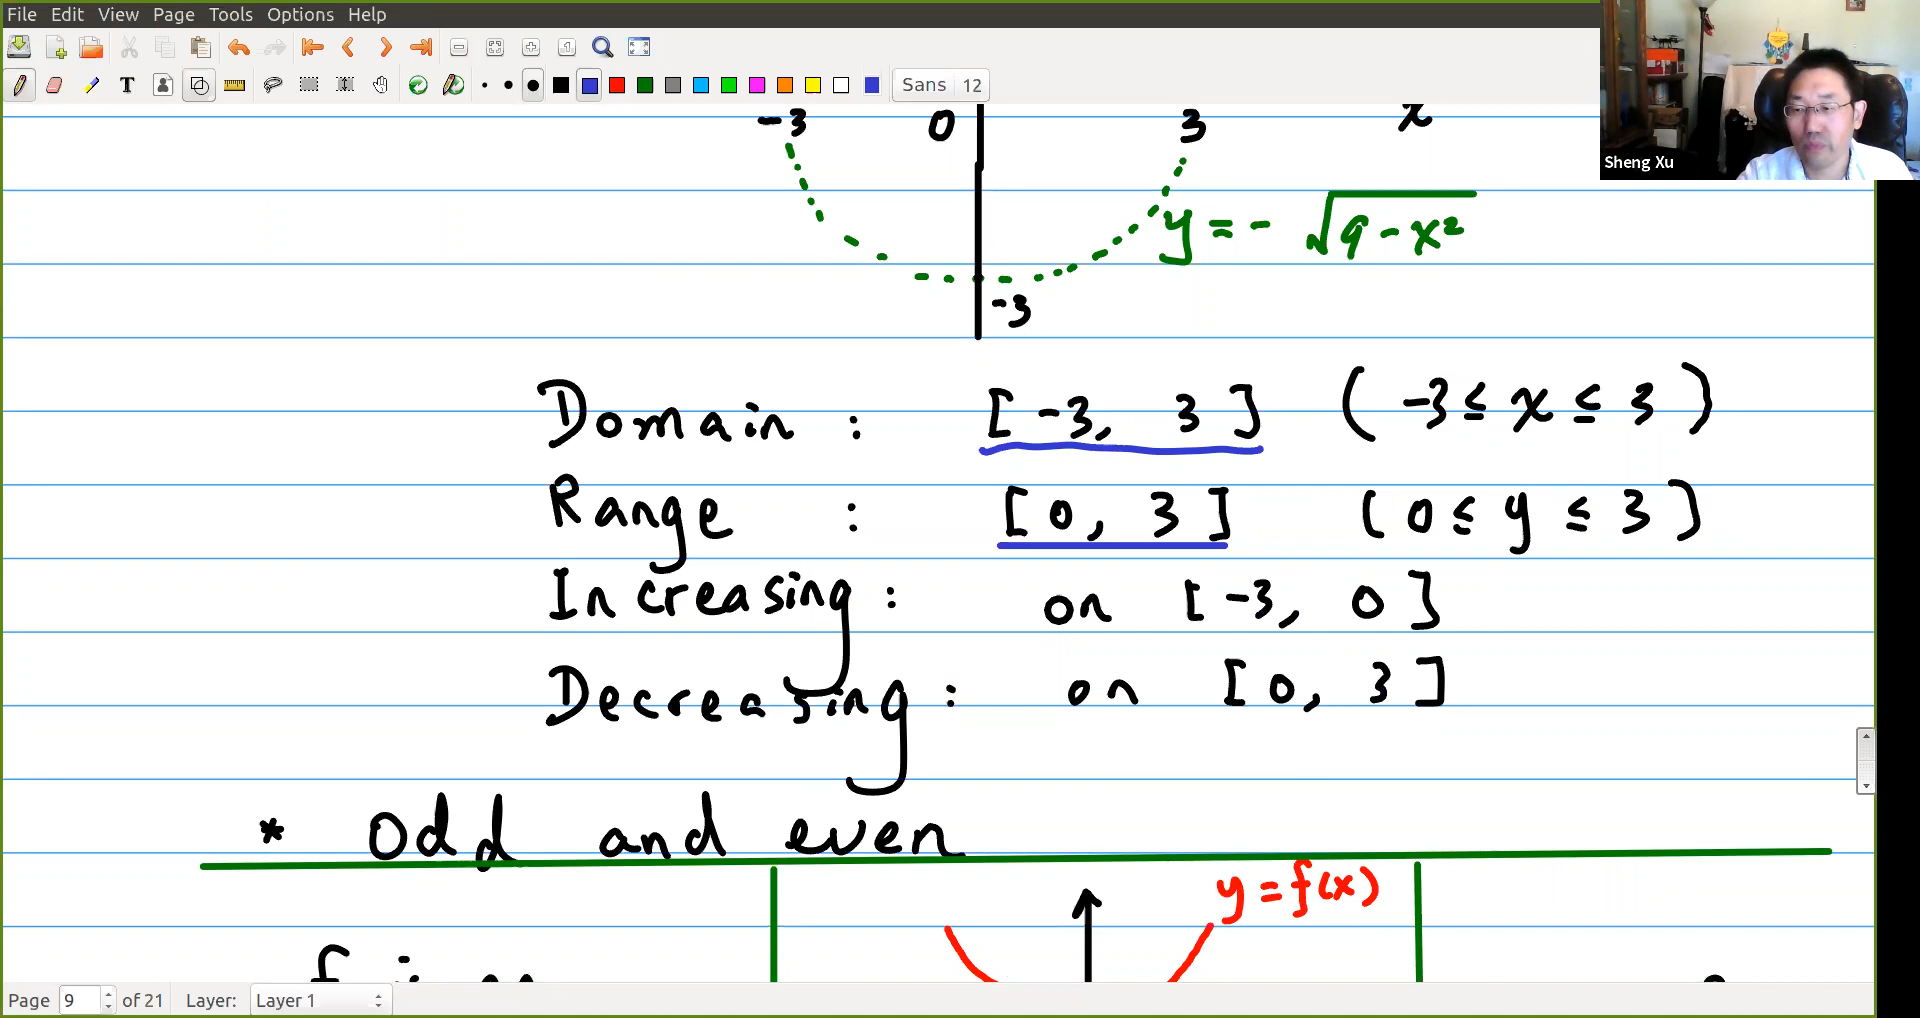 File Edit View Page Tools Options Help
T Sans 12
Sheng Xu
-3 0 3 x
y = - √9 - x²
-3
Domain : [ -3, 3 ] ( -3 ≤ x ≤ 3 )
Range : [ 0, 3 ] ( 0 ≤ y ≤ 3 )
Increasing : on [ -3, 0 ]
Decreasing : on [ 0, 3 ]
* Odd and even
y = f(x)
Page 9 of 21 Layer: Layer 1